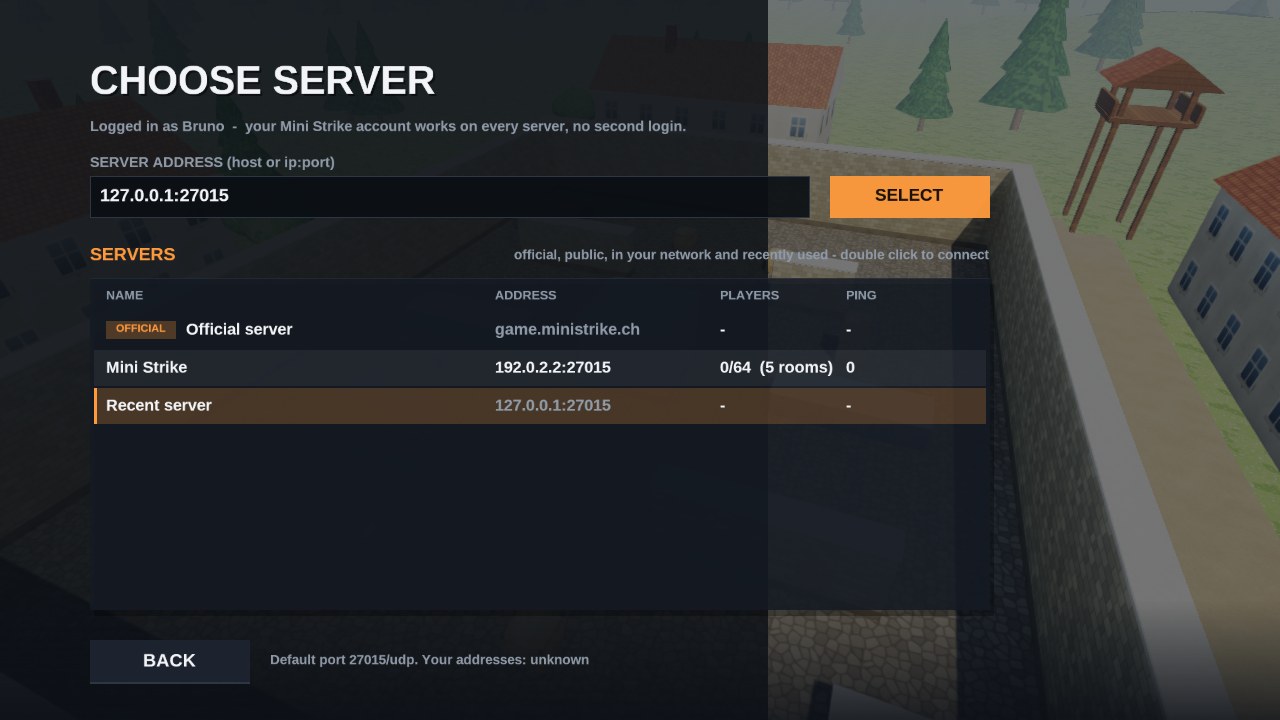 CHOOSE SERVER
Logged in as Bruno - your Mini Strike account works on every server, no second login.
SERVER ADDRESS (host or ip:port)
127.0.0.1:27015
SELECT
SERVERS
official, public, in your network and recently used - double click to connect
NAME ADDRESS PLAYERS PING
OFFICIAL Official server game.ministrike.ch - -
Mini Strike 192.0.2.2:27015 0/64 (5 rooms) 0
Recent server 127.0.0.1:27015 - -
BACK
Default port 27015/udp. Your addresses: unknown